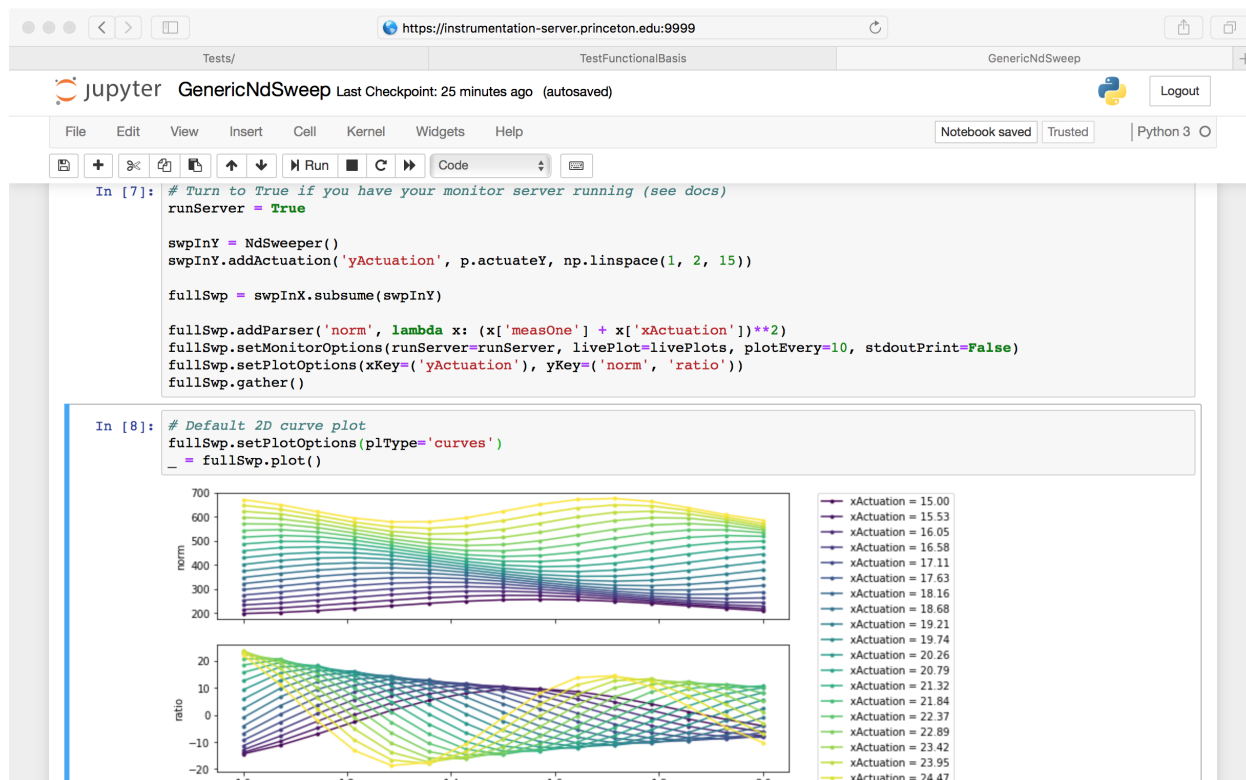 https://instrumentation-server.princeton.edu:9999
Tests/ TestFunctionalBasis GenericNdSweep
jupyter GenericNdSweep Last Checkpoint: 25 minutes ago (autosaved) Logout
File Edit View Insert Cell Kernel Widgets Help Notebook saved Trusted Python 3
Run Code
In [7]: # Turn to True if you have your monitor server running (see docs)
runServer = True
swpInY = NdSweeper()
swpInY.addActuation('yActuation', p.actuateY, np.linspace(1, 2, 15))
fullSwp = swpInX.subsume(swpInY)
fullSwp.addParser('norm', lambda x: (x['measOne'] + x['xActuation'])**2)
fullSwp.setMonitorOptions(runServer=runServer, livePlot=livePlots, plotEvery=10, stdoutPrint=False)
fullSwp.setPlotOptions(xKey=('yActuation'), yKey=('norm', 'ratio'))
fullSwp.gather()
In [8]: # Default 2D curve plot
fullSwp.setPlotOptions(plType='curves')
_ = fullSwp.plot()
700
600
500
400
300
200
norm
20
10
0
−10
−20
ratio
xActuation = 15.00
xActuation = 15.53
xActuation = 16.05
xActuation = 16.58
xActuation = 17.11
xActuation = 17.63
xActuation = 18.16
xActuation = 18.68
xActuation = 19.21
xActuation = 19.74
xActuation = 20.26
xActuation = 20.79
xActuation = 21.32
xActuation = 21.84
xActuation = 22.37
xActuation = 22.89
xActuation = 23.42
xActuation = 23.95
xActuation = 24.47